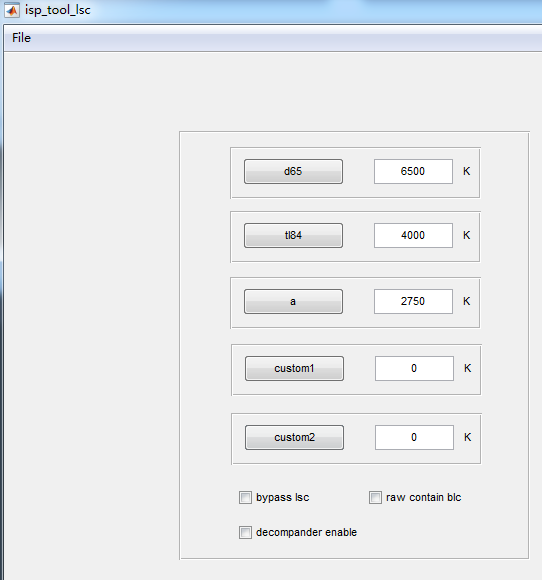 isp_tool_lsc
File
d65 6500 K
tl84 4000 K
a 2750 K
custom1 0 K
custom2 0 K
bypass lsc raw contain blc
decompander enable